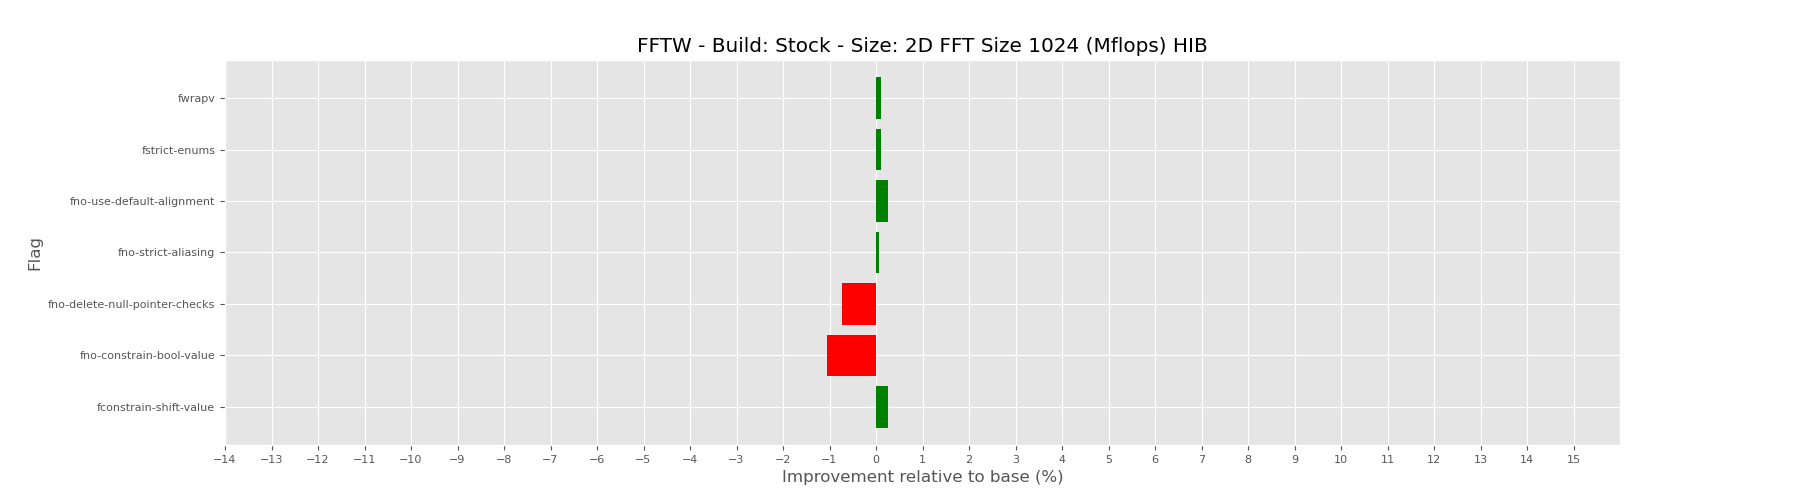 FFTW - Build: Stock - Size: 2D FFT Size 1024 (Mflops) HIB
Flag
fwrapv
fstrict-enums
fno-use-default-alignment
fno-strict-aliasing
fno-delete-null-pointer-checks
fno-constrain-bool-value
fconstrain-shift-value
−14 −13 −12 −11 −10 −9 −8 −7 −6 −5 −4 −3 −2 −1 0 1 2 3 4 5 6 7 8 9 10 11 12 13 14 15
Improvement relative to base (%)